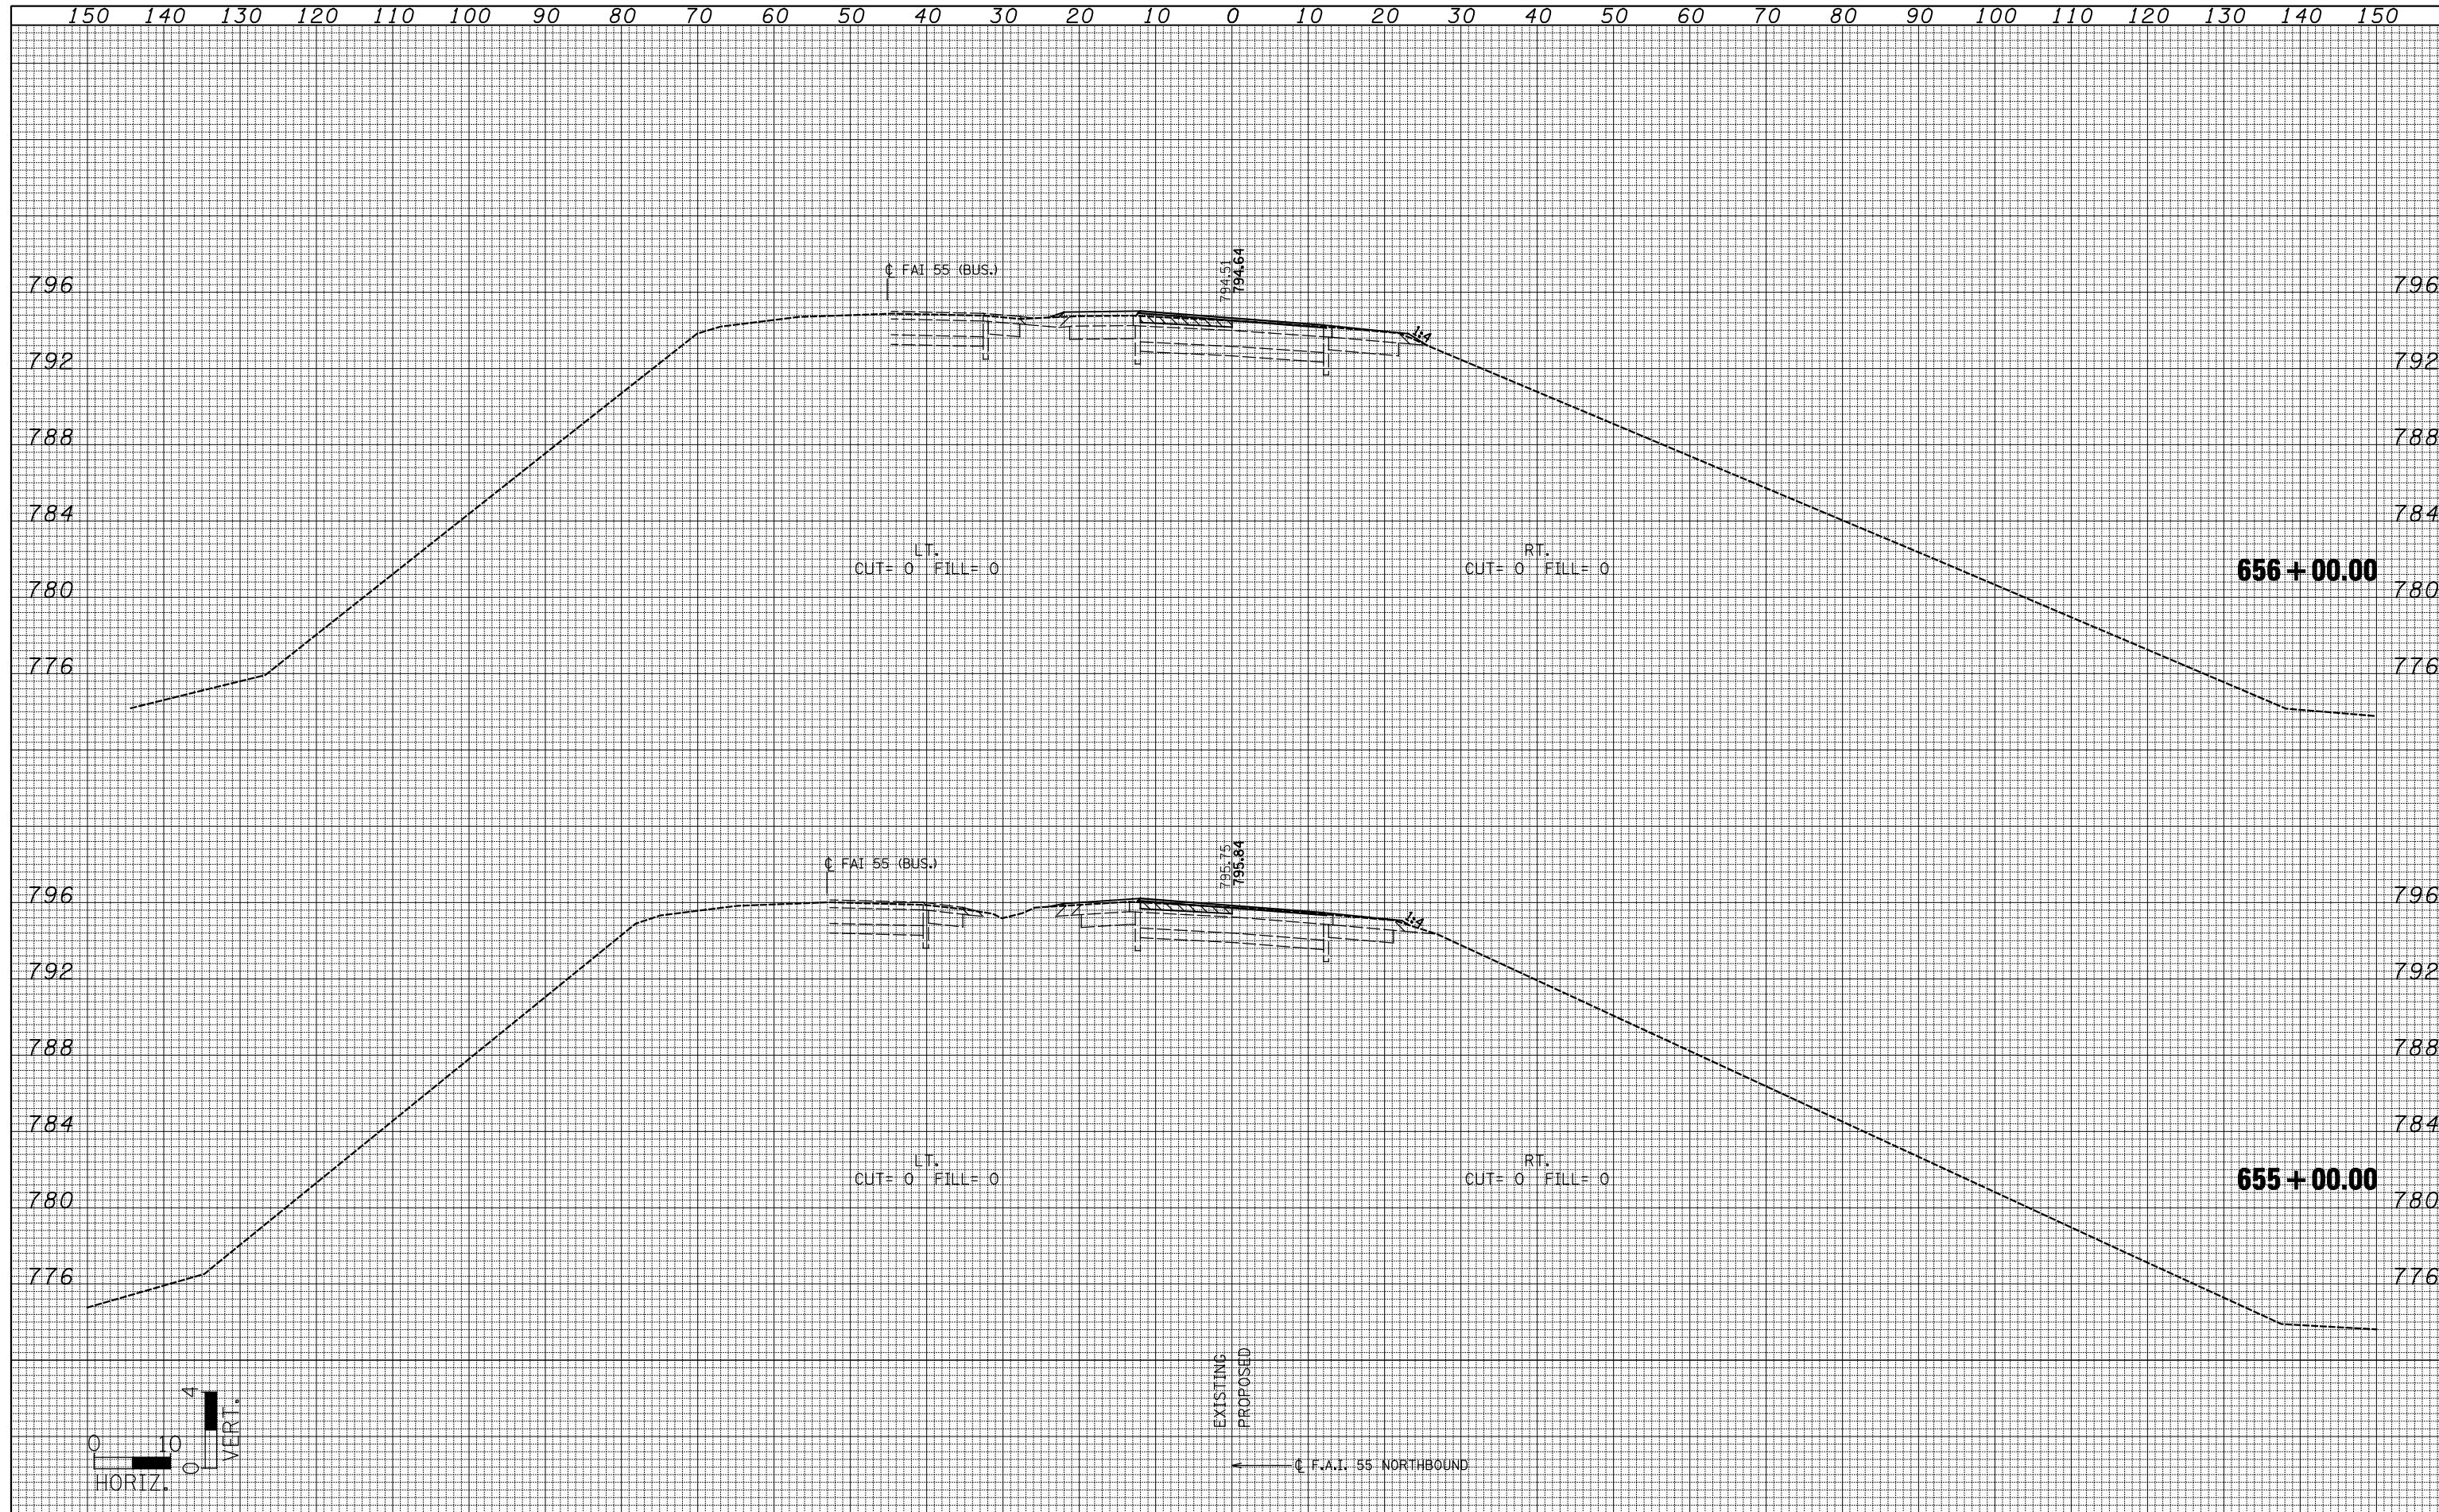 150 140 130 120 110 100 90 80 70 60 50 40 30 20 10 0 10 20 30 40 50 60 70 80 90 100 110 120 130 140 150
794.51
794.64
℄ FAI 55 (BUS.)
796 796
1:4
792 792
788 788
784 784
LT. RT.
CUT= 0 FILL= 0 CUT= 0 FILL= 0
656+00.00
780 780
776 776
795.75
795.84
℄ FAI 55 (BUS.)
796 796
1:4
792 792
788 788
784 784
LT. RT.
CUT= 0 FILL= 0 CUT= 0 FILL= 0
655+00.00
780 780
776 776
EXISTING
PROPOSED
0 4
VERT.
0 10
HORIZ.
℄ F.A.I. 55 NORTHBOUND